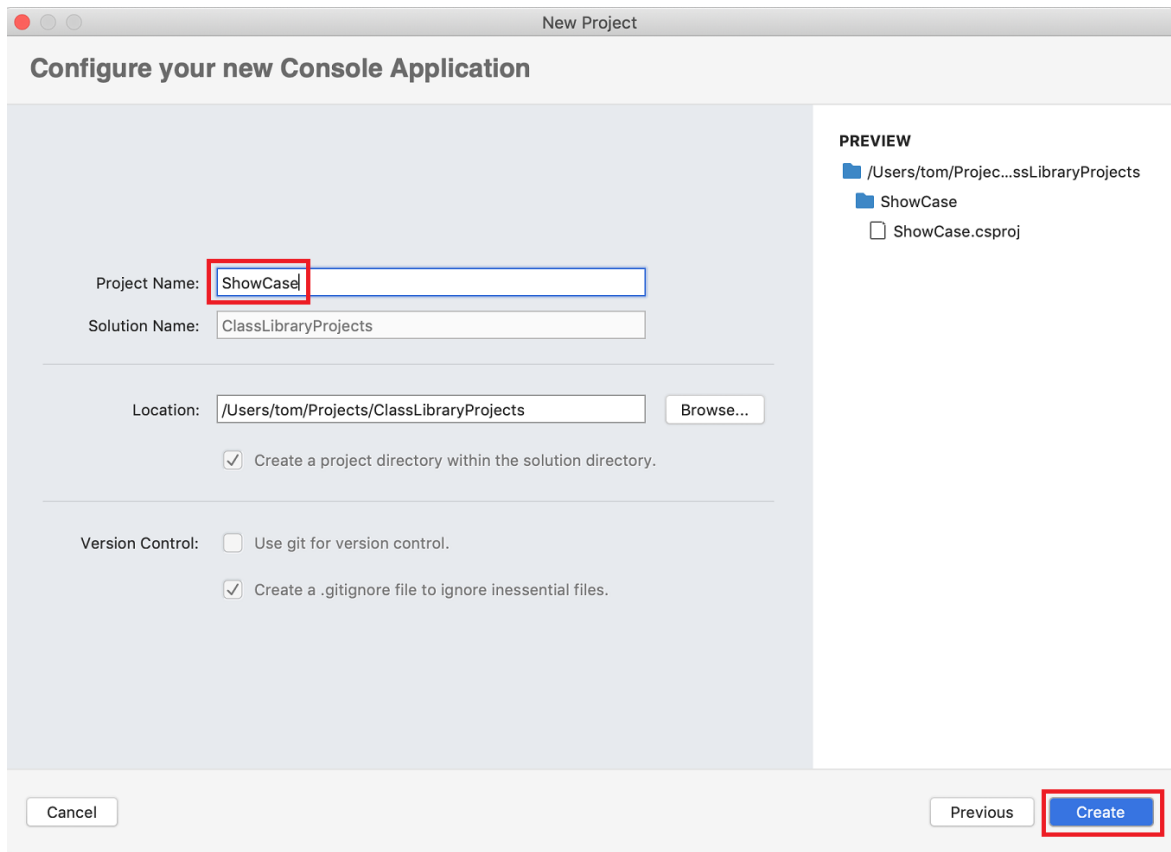 New Project
Configure your new Console Application
PREVIEW
/Users/tom/Projec...ssLibraryProjects
ShowCase
ShowCase.csproj
Project Name: ShowCase
Solution Name: ClassLibraryProjects
Location: /Users/tom/Projects/ClassLibraryProjects Browse...
Create a project directory within the solution directory.
Version Control: Use git for version control.
Create a .gitignore file to ignore inessential files.
Cancel Previous Create